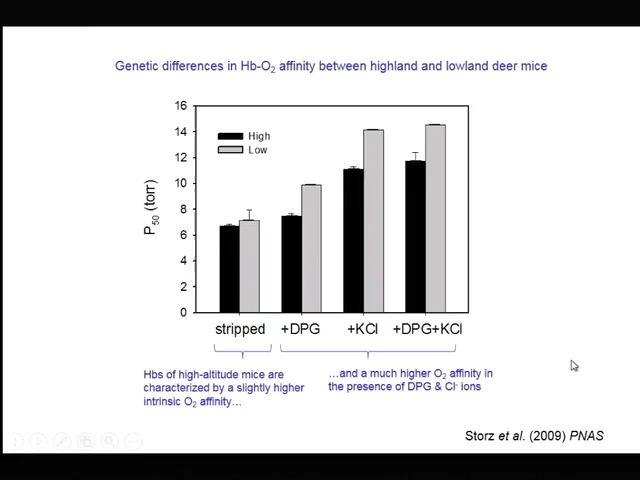 Genetic differences in Hb-O₂ affinity between highland and lowland deer mice
16
14
12
10
8
6
4
2
0
P₅₀ (torr)
High
Low
stripped +DPG +KCl +DPG+KCl
Hbs of high-altitude mice are
characterized by a slightly higher
intrinsic O₂ affinity…
…and a much higher O₂ affinity in
the presence of DPG & Cl⁻ ions
Storz et al. (2009) PNAS